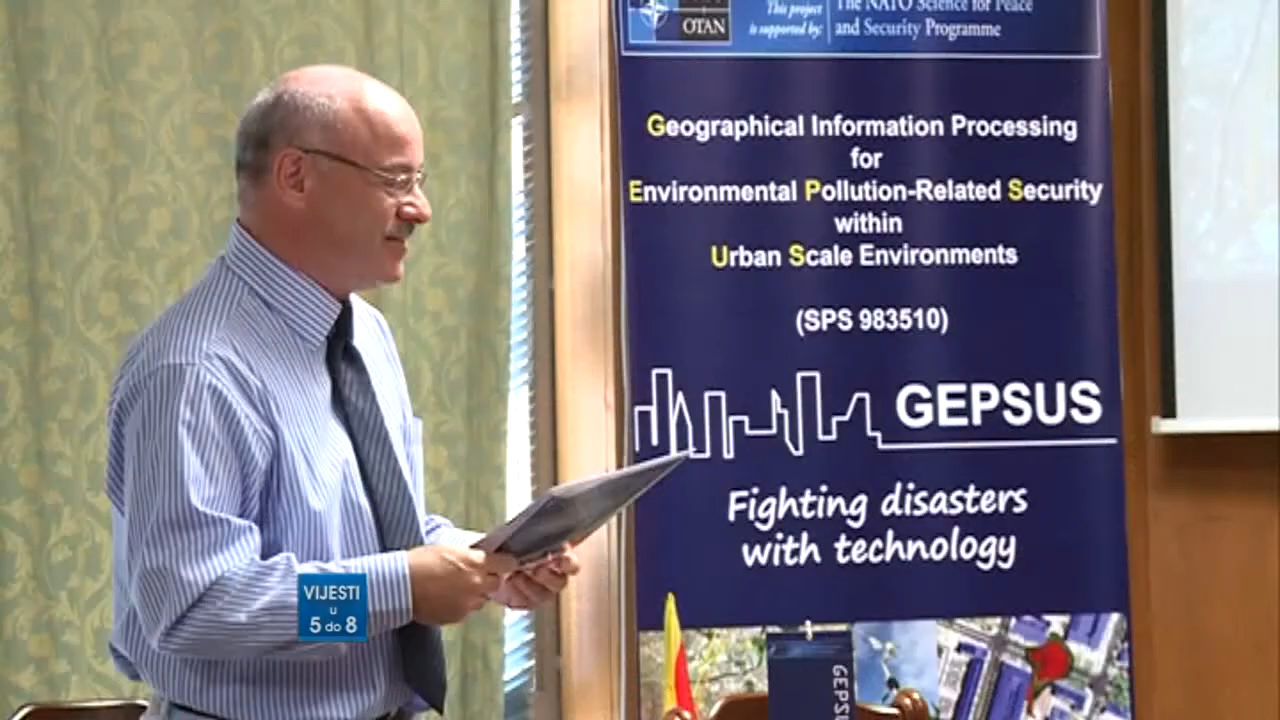 OTAN
This project
is supported by:
The NATO Science for Peace
and Security Programme
Geographical Information Processing
for
Environmental Pollution-Related Security
within
Urban Scale Environments
(SPS 983510)
GEPSUS
Fighting disasters
with technology
VIJESTI
u
5 do 8